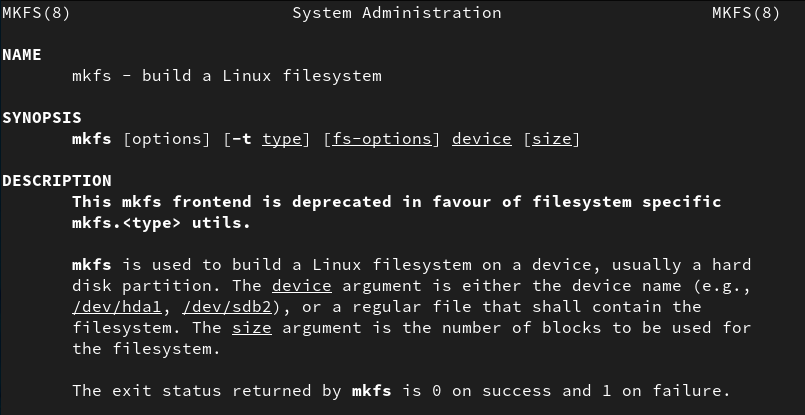 MKFS(8) System Administration MKFS(8)
NAME
mkfs - build a Linux filesystem
SYNOPSIS
mkfs [options] [-t type] [fs-options] device [size]
DESCRIPTION
This mkfs frontend is deprecated in favour of filesystem specific
mkfs.<type> utils.
mkfs is used to build a Linux filesystem on a device, usually a hard
disk partition. The device argument is either the device name (e.g.,
/dev/hda1, /dev/sdb2), or a regular file that shall contain the
filesystem. The size argument is the number of blocks to be used for
the filesystem.
The exit status returned by mkfs is 0 on success and 1 on failure.